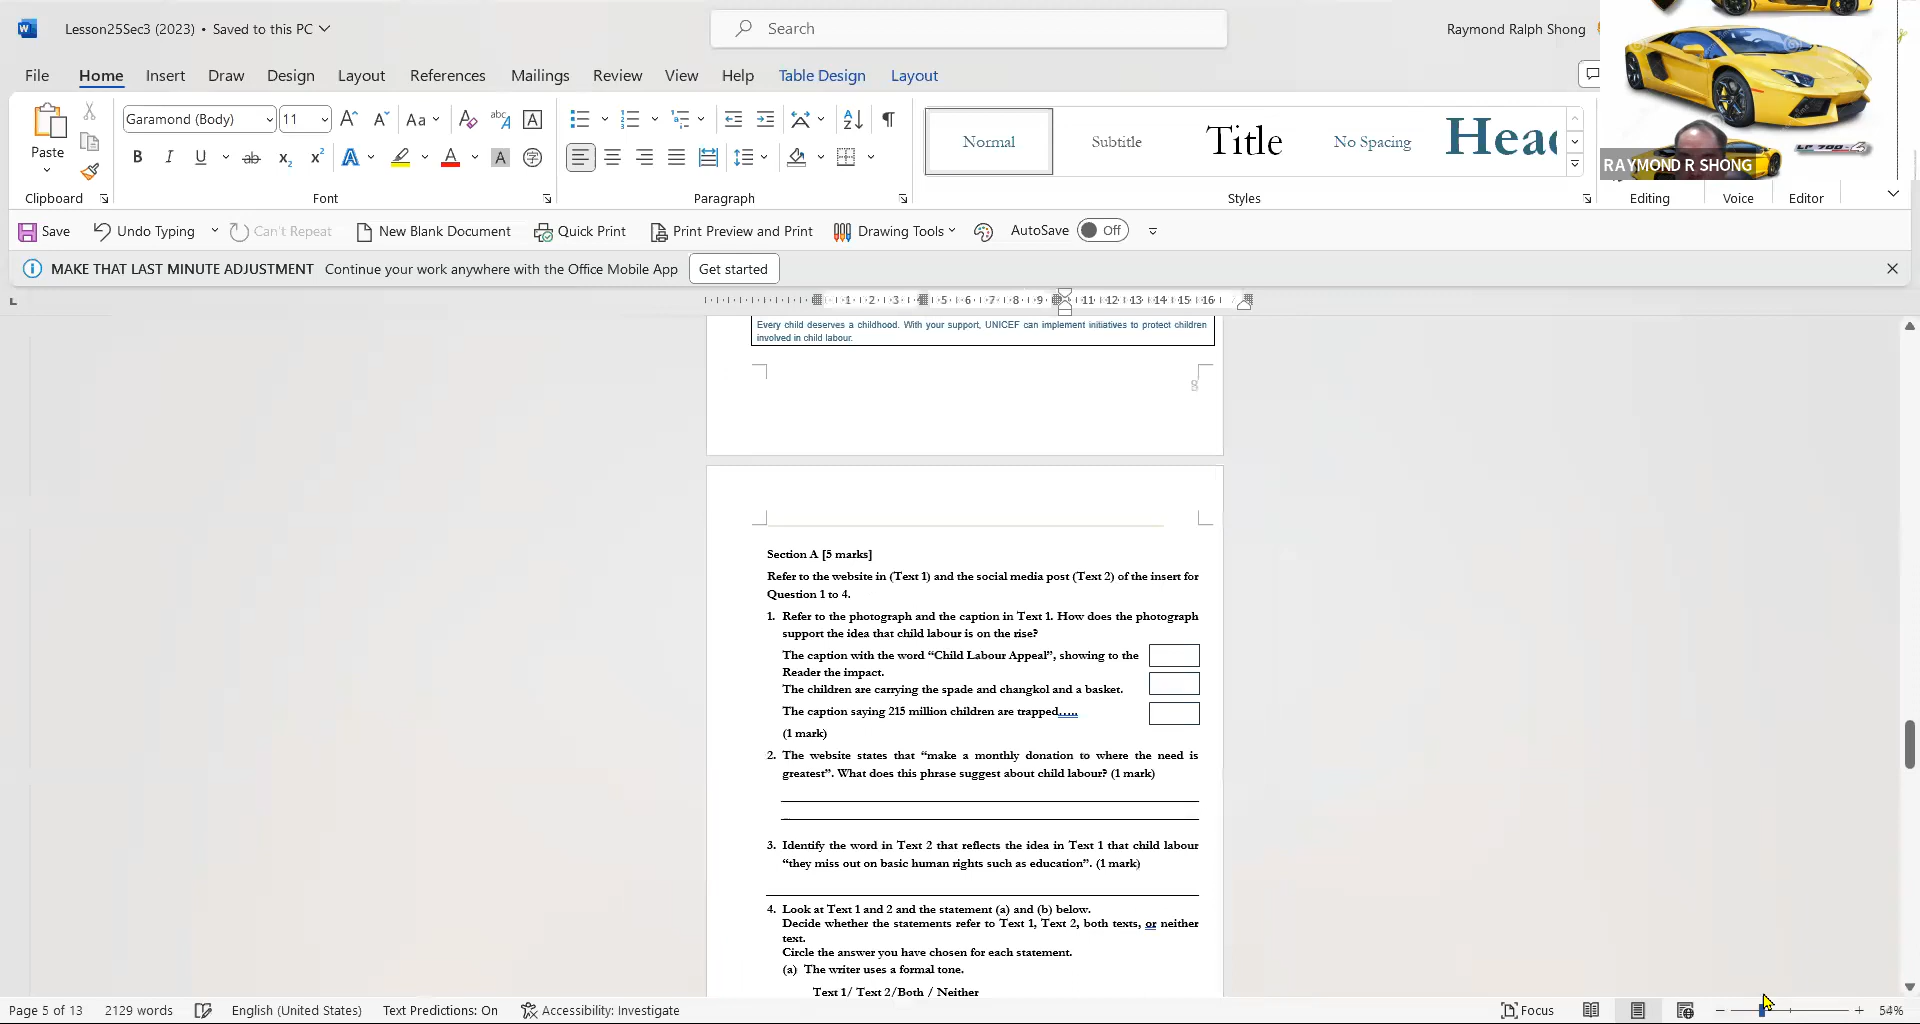 Lesson25Sec3 (2023) • Saved to this PC
Search
Raymond Ralph Shong
File Home Insert Draw Design Layout References Mailings Review View Help Table Design Layout
Paste
Clipboard
Garamond (Body) 11
Font
Paragraph
Normal
Subtitle
Title
No Spacing
Head
Styles
RAYMOND R SHONG
LP 700-4
Editing
Voice
Editor
Save Undo Typing Can't Repeat New Blank Document Quick Print Print Preview and Print Drawing Tools AutoSave Off
MAKE THAT LAST MINUTE ADJUSTMENT Continue your work anywhere with the Office Mobile App Get started
Every child deserves a childhood. With your support, UNICEF can implement initiatives to protect children
involved in child labour.
Section A [5 marks]
Refer to the website in (Text 1) and the social media post (Text 2) of the insert for
Question 1 to 4.
1. Refer to the photograph and the caption in Text 1. How does the photograph
support the idea that child labour is on the rise?
The caption with the word “Child Labour Appeal”, showing to the
Reader the impact.
The children are carrying the spade and changkol and a basket.
The caption saying 215 million children are trapped…..
(1 mark)
2. The website states that “make a monthly donation to where the need is
greatest”. What does this phrase suggest about child labour? (1 mark)
3. Identify the word in Text 2 that reflects the idea in Text 1 that child labour
“they miss out on basic human rights such as education”. (1 mark)
4. Look at Text 1 and 2 and the statement (a) and (b) below.
Decide whether the statements refer to Text 1, Text 2, both texts, or neither
text.
Circle the answer you have chosen for each statement.
(a) The writer uses a formal tone.
Text 1/ Text 2/Both / Neither
Page 5 of 13 2129 words English (United States) Text Predictions: On Accessibility: Investigate Focus 54%